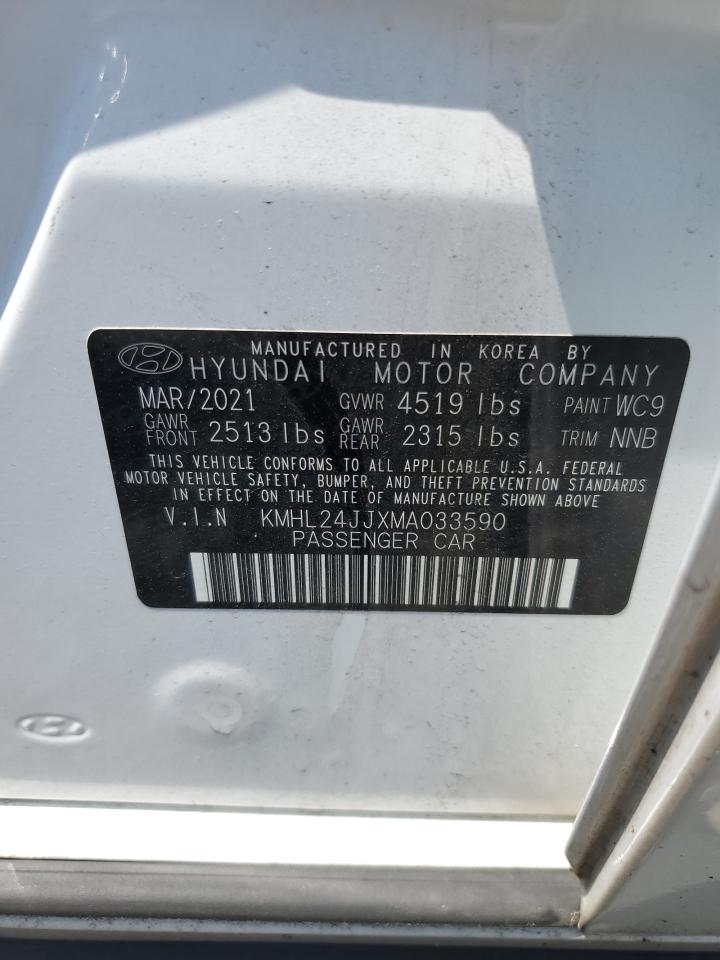 MANUFACTURED IN KOREA BY
HYUNDAI MOTOR COMPANY
MAR/2021 GVWR 4519 lbs PAINT WC9
GAWR FRONT 2513 lbs GAWR REAR 2315 lbs TRIM NNB
THIS VEHICLE CONFORMS TO ALL APPLICABLE U.S.A. FEDERAL
MOTOR VEHICLE SAFETY, BUMPER, AND THEFT PREVENTION STANDARDS
IN EFFECT ON THE DATE OF MANUFACTURE SHOWN ABOVE
V.I.N KMHL24JJXMA033590
PASSENGER CAR